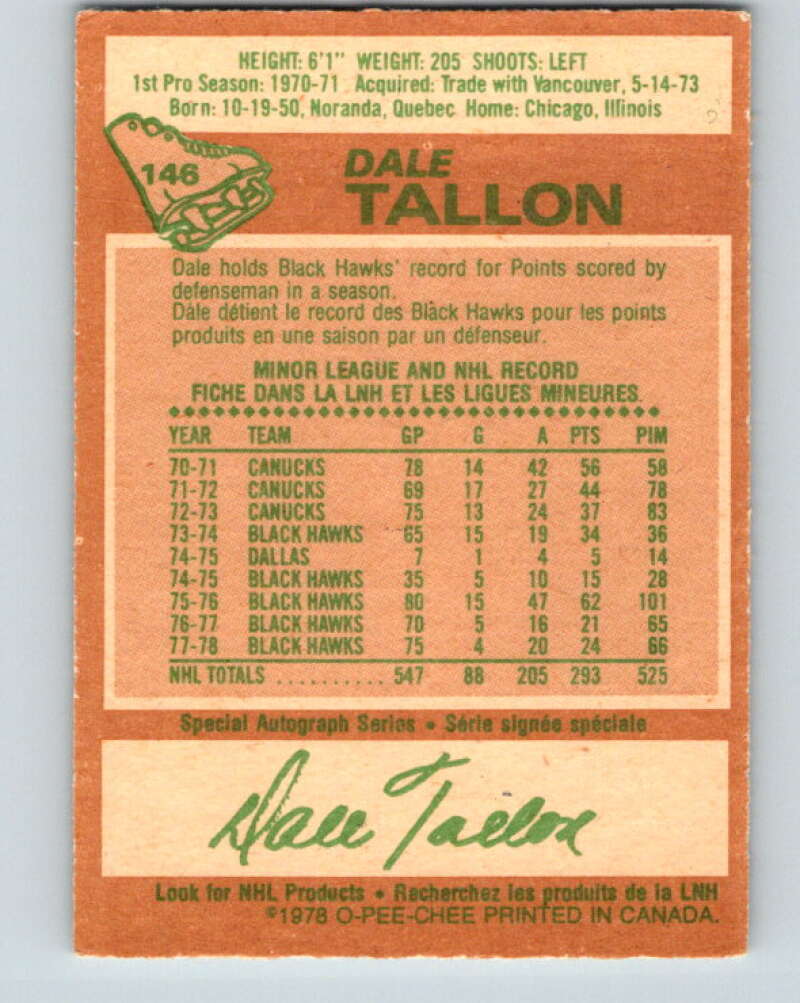 HEIGHT: 6'1" WEIGHT: 205 SHOOTS: LEFT
1st Pro Season: 1970-71 Acquired: Trade with Vancouver, 5-14-73
Born: 10-19-50, Noranda, Quebec Home: Chicago, Illinois
146
DALE
TALLON
Dale holds Black Hawks' record for Points scored by
defenseman in a season.
Dale détient le record des Black Hawks pour les points
produits en une saison par un défenseur.
MINOR LEAGUE AND NHL RECORD
FICHE DANS LA LNH ET LES LIGUES MINEURES
YEAR TEAM GP G A PTS PIM
70-71 CANUCKS 78 14 42 56 58
71-72 CANUCKS 69 17 27 44 78
72-73 CANUCKS 75 13 24 37 83
73-74 BLACK HAWKS 65 15 19 34 36
74-75 DALLAS 7 1 4 5 14
74-75 BLACK HAWKS 35 5 10 15 28
75-76 BLACK HAWKS 80 15 47 62 101
76-77 BLACK HAWKS 70 5 16 21 65
77-78 BLACK HAWKS 75 4 20 24 66
NHL TOTALS .......... 547 88 205 293 525
Special Autograph Series • Série signée spéciale
Dale Tallon
Look for NHL Products • Recherchez les produits de la LNH
©1978 O-PEE-CHEE PRINTED IN CANADA.